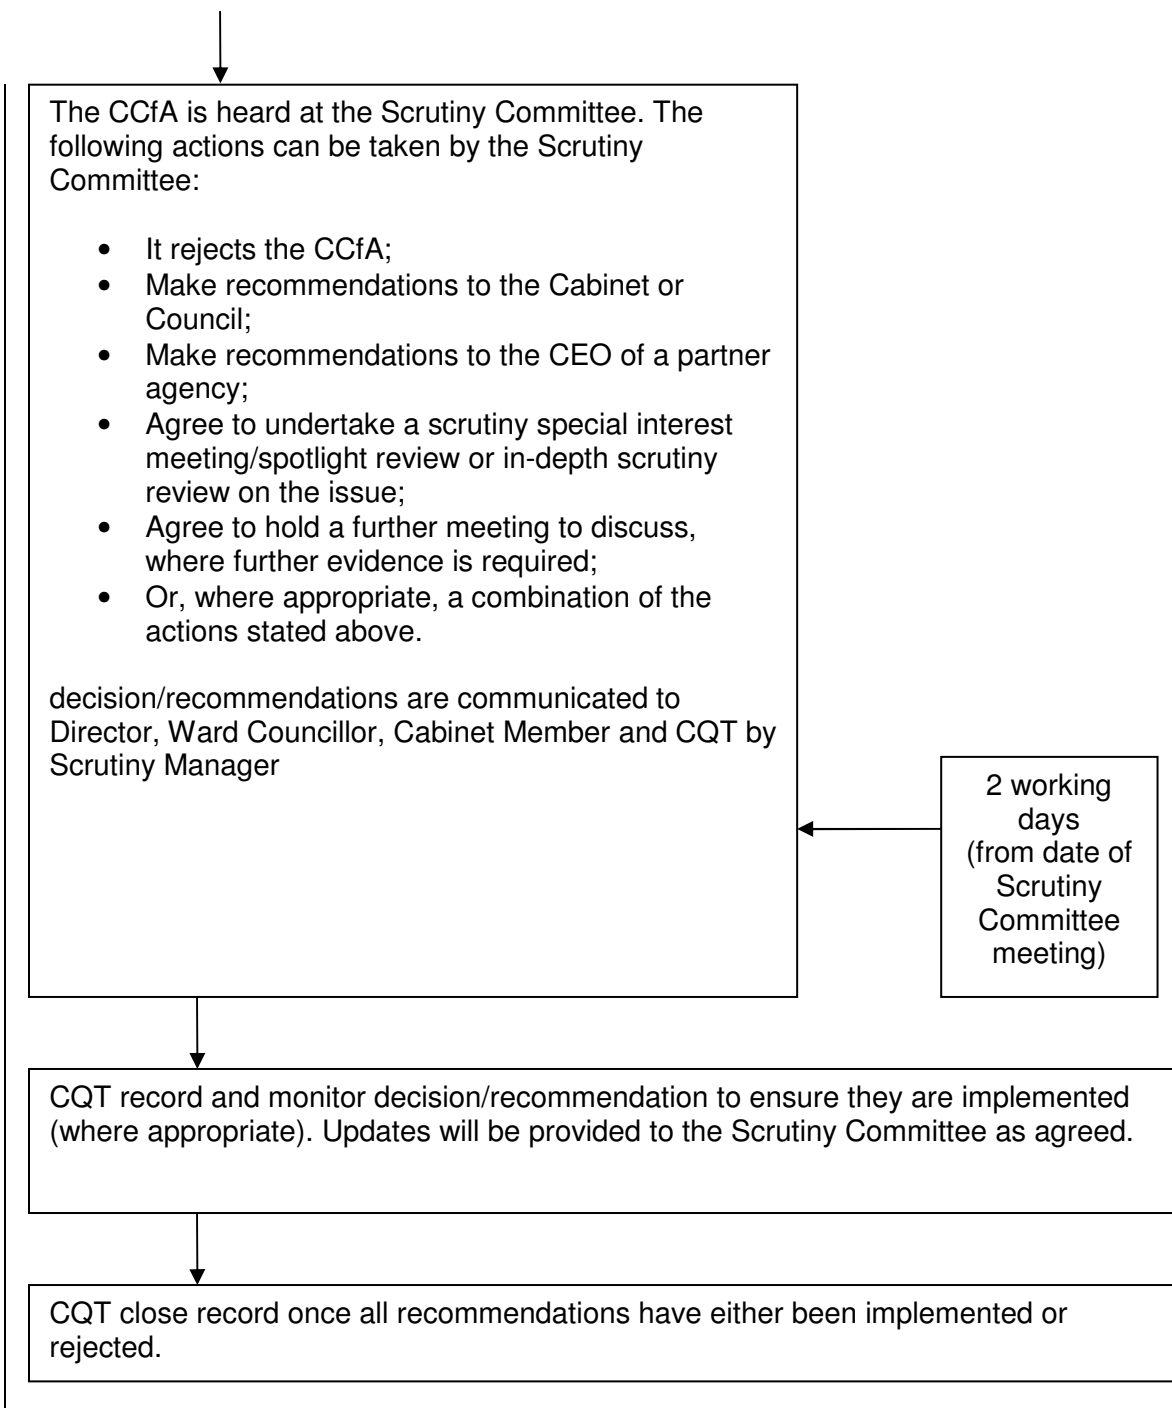 The CCfA is heard at the Scrutiny Committee. The
following actions can be taken by the Scrutiny
Committee:
• It rejects the CCfA;
• Make recommendations to the Cabinet or
Council;
• Make recommendations to the CEO of a partner
agency;
• Agree to undertake a scrutiny special interest
meeting/spotlight review or in-depth scrutiny
review on the issue;
• Agree to hold a further meeting to discuss,
where further evidence is required;
• Or, where appropriate, a combination of the
actions stated above.
decision/recommendations are communicated to
Director, Ward Councillor, Cabinet Member and CQT by
Scrutiny Manager
2 working
days
(from date of
Scrutiny
Committee
meeting)
CQT record and monitor decision/recommendation to ensure they are implemented
(where appropriate). Updates will be provided to the Scrutiny Committee as agreed.
CQT close record once all recommendations have either been implemented or
rejected.